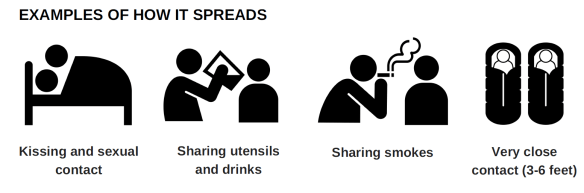 EXAMPLES OF HOW IT SPREADS
Kissing and sexual
contact
Sharing utensils
and drinks
Sharing smokes
Very close
contact (3-6 feet)